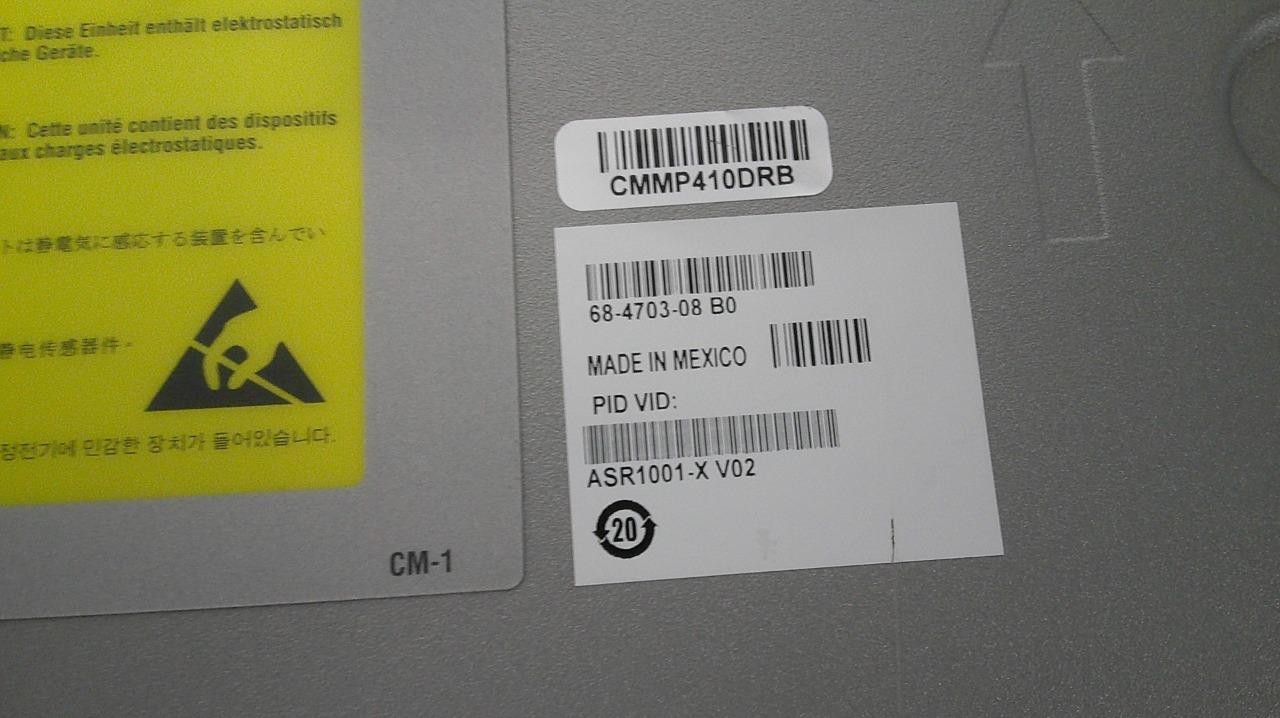 T: Diese Einheit enthält elektrostatisch
che Geräte.
N: Cette unité contient des dispositifs
aux charges électrostatiques.
トは静電気に感応する装置を含んでい
静电传感器件。
정전기에 민감한 장치가 들어있습니다.
CM-1
CMMP410DRB
68-4703-08 B0
MADE IN MEXICO
PID VID:
ASR1001-X V02
20